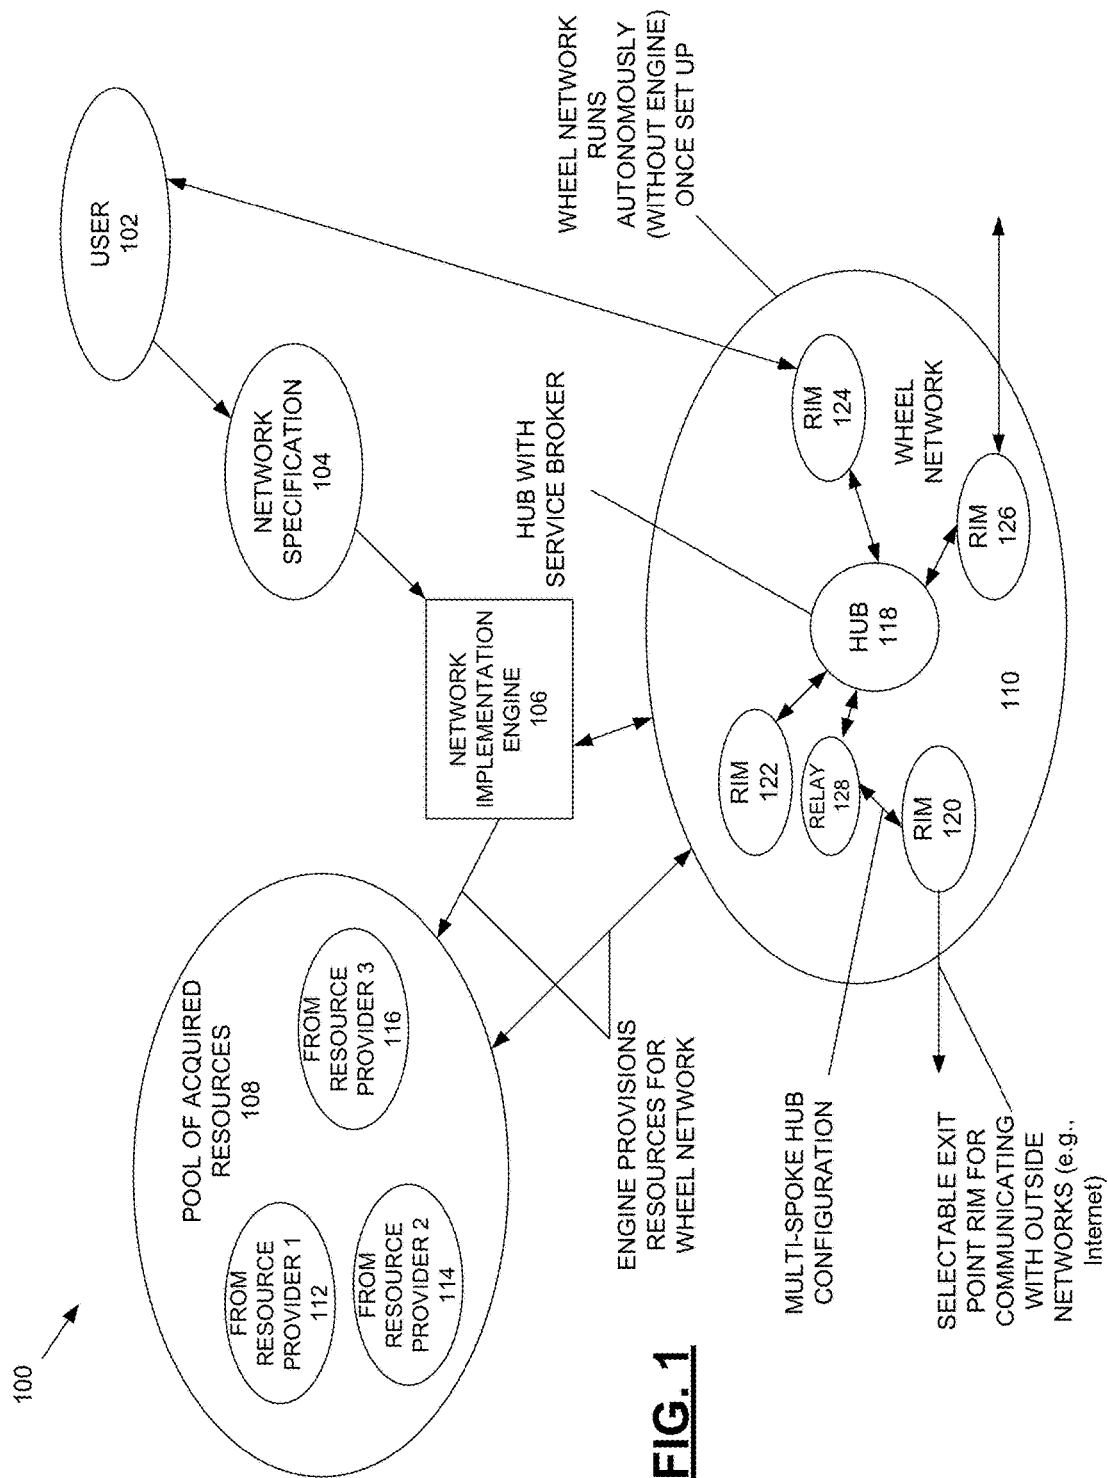 100
POOL OF ACQUIRED
RESOURCES
108
FROM
RESOURCE
PROVIDER 1
112
FROM
RESOURCE
PROVIDER 2
114
FROM
RESOURCE
PROVIDER 3
116
USER
102
NETWORK
SPECIFICATION
104
NETWORK
IMPLEMENTATION
ENGINE
106
ENGINE PROVISIONS
RESOURCES FOR
WHEEL NETWORK
HUB WITH
SERVICE BROKER
WHEEL NETWORK
RUNS
AUTONOMOUSLY
(WITHOUT ENGINE)
ONCE SET UP
RIM
122
RELAY
128
RIM
120
HUB
118
RIM
124
WHEEL
NETWORK
RIM
126
110
MULTI-SPOKE HUB
CONFIGURATION
SELECTABLE EXIT
POINT RIM FOR
COMMUNICATING
WITH OUTSIDE
NETWORKS (e.g.,
Internet)
FIG. 1